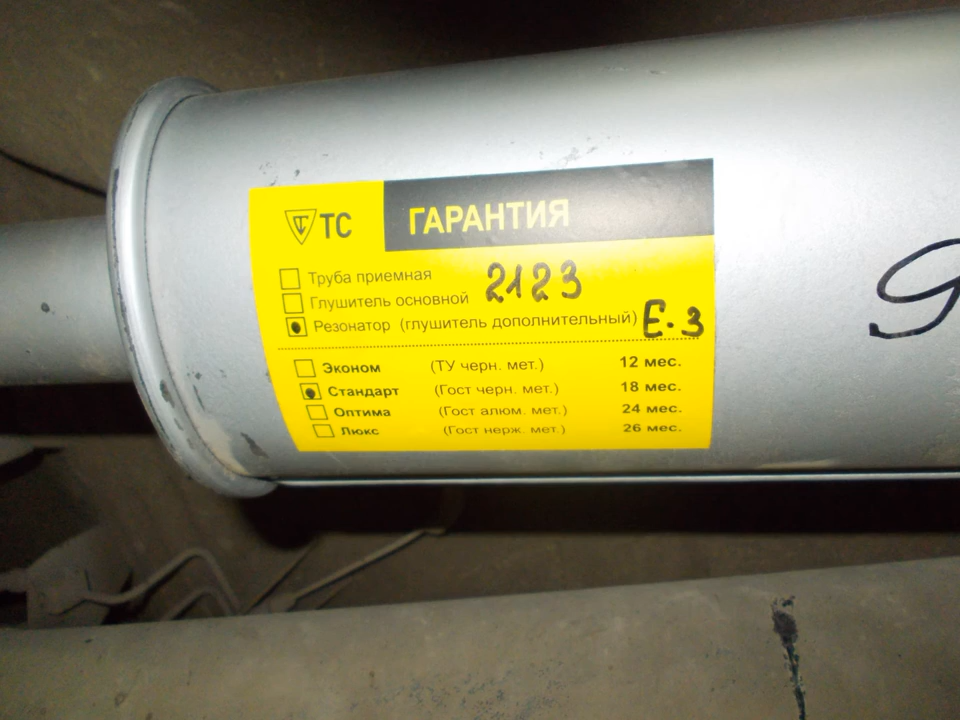 ТС ГАРАНТИЯ
Труба приемная
Глушитель основной 2123
Резонатор (глушитель дополнительный) Е.3
Эконом (ТУ черн. мет.) 12 мес.
Стандарт (Гост черн. мет.) 18 мес.
Оптима (Гост алюм. мет.) 24 мес.
Люкс (Гост нерж. мет.) 26 мес.